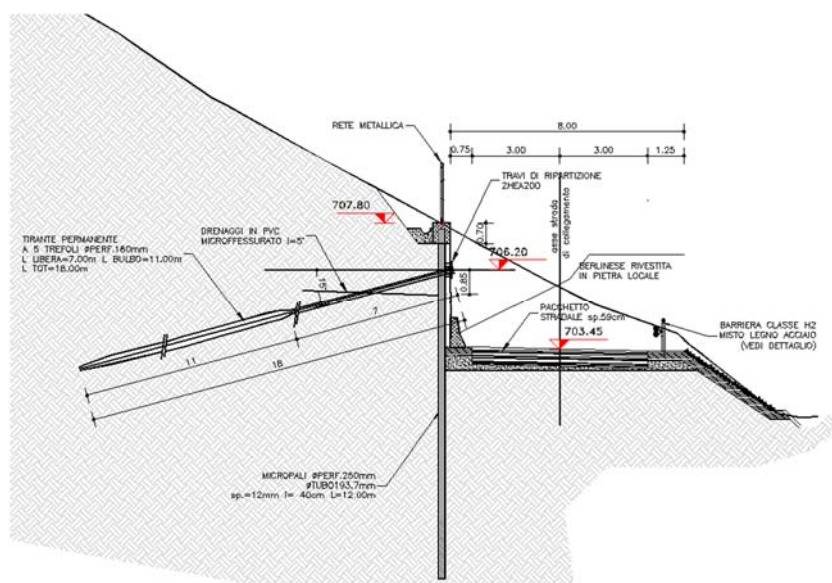 RETE METALLICA
8.00
0.75
3.00
3.00
1.25
TRAVI DI RIPARTIZIONE
2HEA200
asse strada
di collegamento
707.80
0.70
706.20
DRENAGGI IN PVC
MICROFESSURATO l=5"
TIRANTE PERMANENTE
A 5 TREFOLI øPERF.180mm
L LIBERA=7.00m L BULBO=11.00m
L TOT=18.00m
BERLINESE RIVESTITA
IN PIETRA LOCALE
15
0.85
PACCHETTO
STRADALE sp.59cm
703.45
BARRIERA CLASSE H2
MISTO LEGNO ACCIAIO
(VEDI DETTAGLIO)
7
11
18
MICROPALI øPERF.250mm
øTUBO193.7mm
sp.=12mm i= 40cm L=12.00m